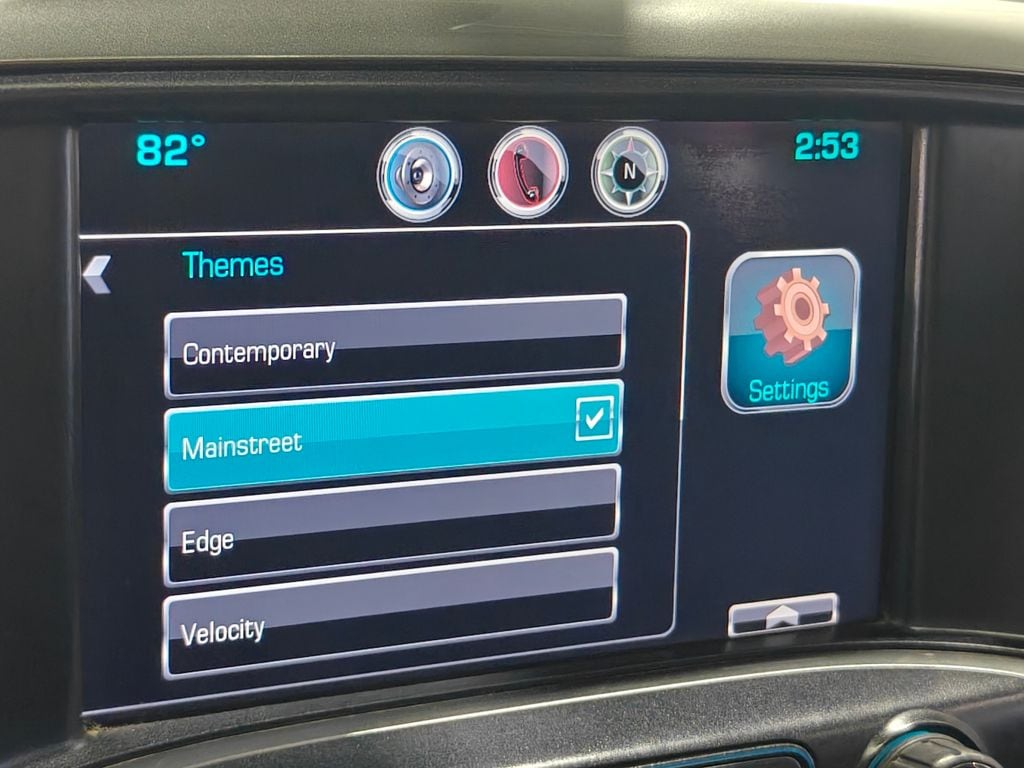 82°
N
2:53
Themes
Contemporary
Mainstreet
Edge
Velocity
Settings